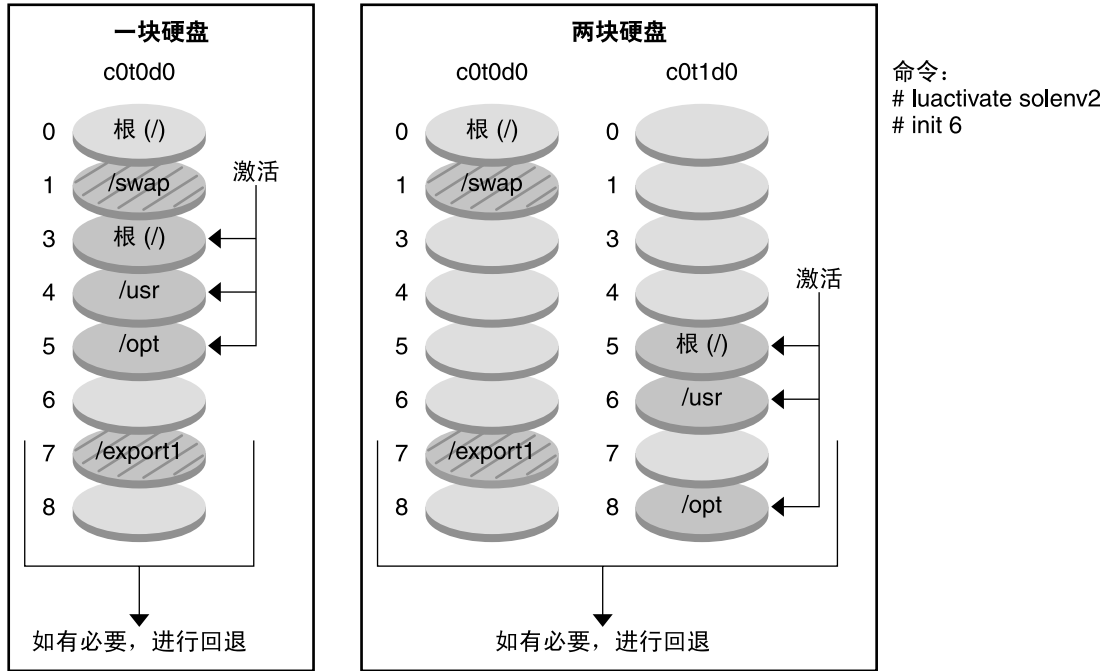 一块硬盘
c0t0d0
0 根 (/)
1 /swap
激活
3 根 (/)
4 /usr
5 /opt
6
7 /export1
8
如有必要，进行回退
两块硬盘
c0t0d0
0 根 (/)
1 /swap
3
4
5
6
7 /export1
8
c0t1d0
0
1
3
4
激活
5 根 (/)
6 /usr
7
8 /opt
如有必要，进行回退
命令：
# luactivate solenv2
# init 6